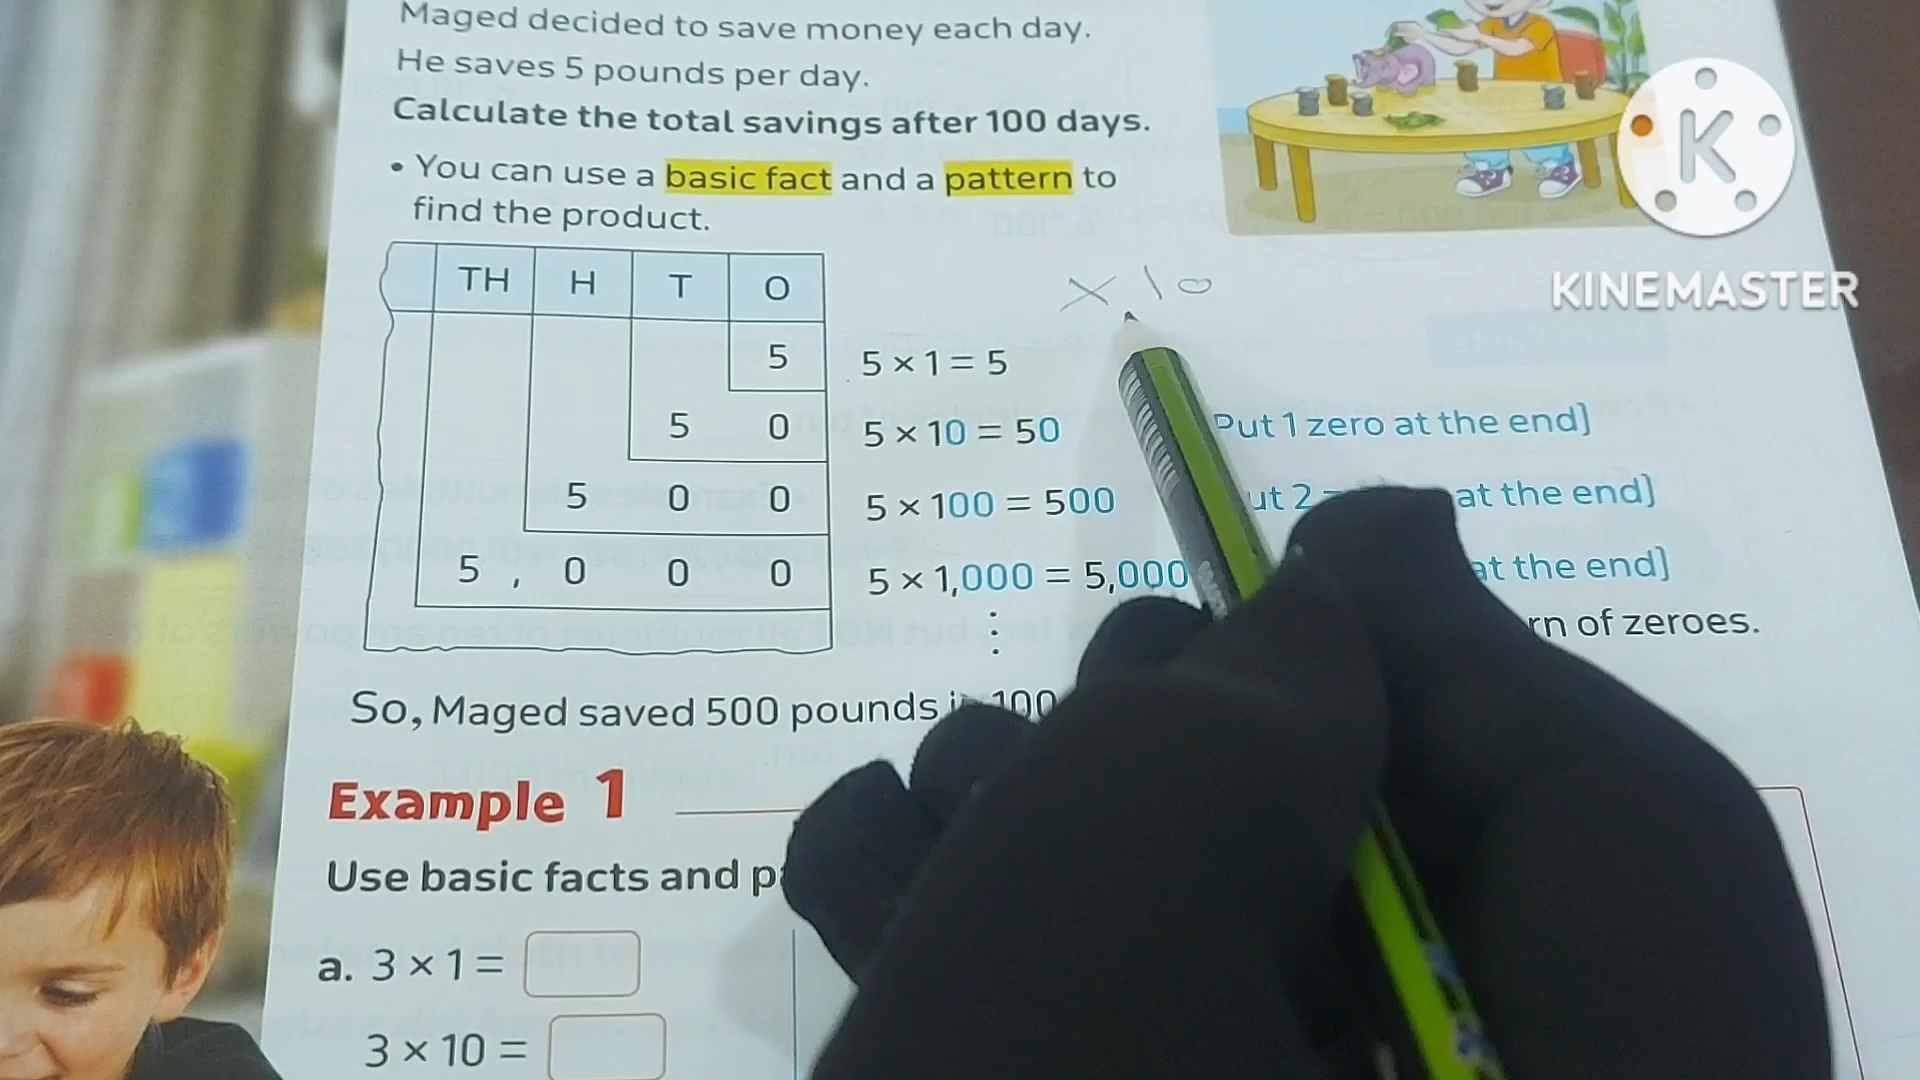 Maged decided to save money each day.
He saves 5 pounds per day.
Calculate the total savings after 100 days.
• You can use a basic fact and a pattern to
find the product.
TH H T O
5 5 × 1 = 5
5 0 5 × 10 = 50 Put 1 zero at the end]
5 0 0 5 × 100 = 500 2 at the end]
5 , 0 0 0 5 × 1,000 = 5,000 at the end]
of zeroes.
× 10
So, Maged saved 500 pounds 100
Example 1
Use basic facts and
a. 3 × 1 =
3 × 10 =
K
KINEMASTER